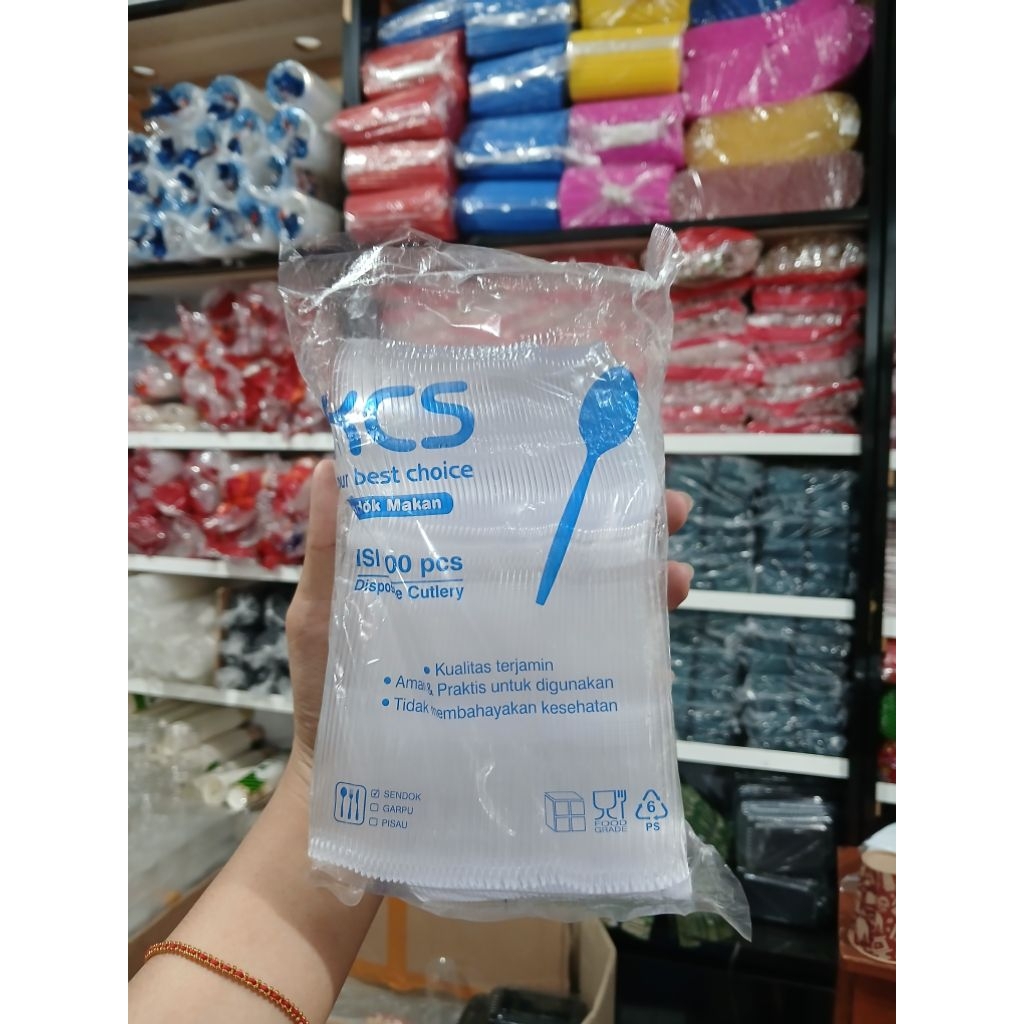 KCS
our best choice
dok Makan
ISI 00 pcs
Dispos e Cutlery
• Kualitas terjamin
• Aman & Praktis untuk digunakan
• Tidak membahayakan kesehatan
SENDOK
GARPU
PISAU
FOOD
GRADE
6
PS